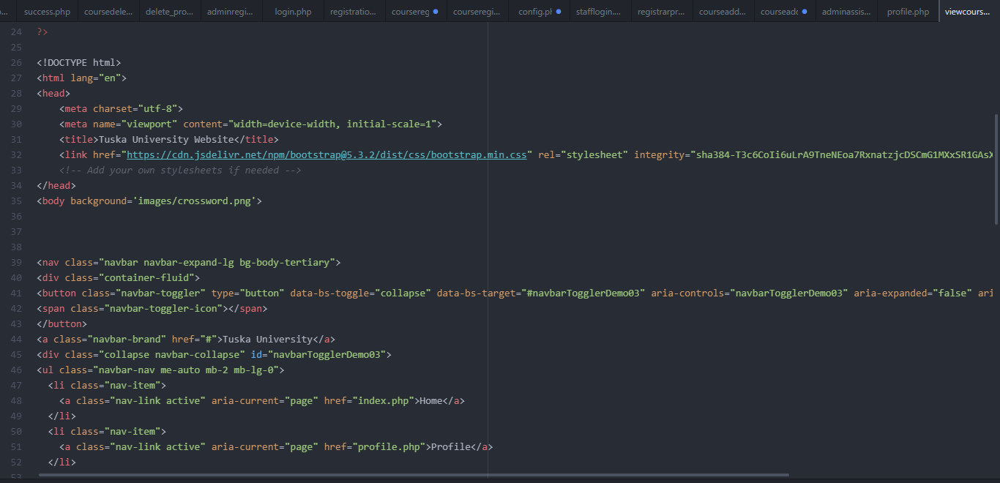 success.php coursedele... delete_pro... adminregi... login.php registratio... coursereg courseregi... config.pl stafflogin.... registrarpr... courseadd... courseadd adminassis... profile.php viewcours...
24 ?>
25
26 <!DOCTYPE html>
27 <html lang="en">
28 <head>
29 <meta charset="utf-8">
30 <meta name="viewport" content="width=device-width, initial-scale=1">
31 <title>Tuska University Website</title>
32 <link href="https://cdn.jsdelivr.net/npm/bootstrap@5.3.2/dist/css/bootstrap.min.css" rel="stylesheet" integrity="sha384-T3c6CoIi6uLrA9TneNEoa7RxnatzjcDSCmG1MXxSR1GAsX
33 <!-- Add your own stylesheets if needed -->
34 </head>
35 <body background='images/crossword.png'>
36
37
38
39 <nav class="navbar navbar-expand-lg bg-body-tertiary">
40 <div class="container-fluid">
41 <button class="navbar-toggler" type="button" data-bs-toggle="collapse" data-bs-target="#navbarTogglerDemo03" aria-controls="navbarTogglerDemo03" aria-expanded="false" ari
42 <span class="navbar-toggler-icon"></span>
43 </button>
44 <a class="navbar-brand" href="#">Tuska University</a>
45 <div class="collapse navbar-collapse" id="navbarTogglerDemo03">
46 <ul class="navbar-nav me-auto mb-2 mb-lg-0">
47 <li class="nav-item">
48 <a class="nav-link active" aria-current="page" href="index.php">Home</a>
49 </li>
50 <li class="nav-item">
51 <a class="nav-link active" aria-current="page" href="profile.php">Profile</a>
52 </li>
53